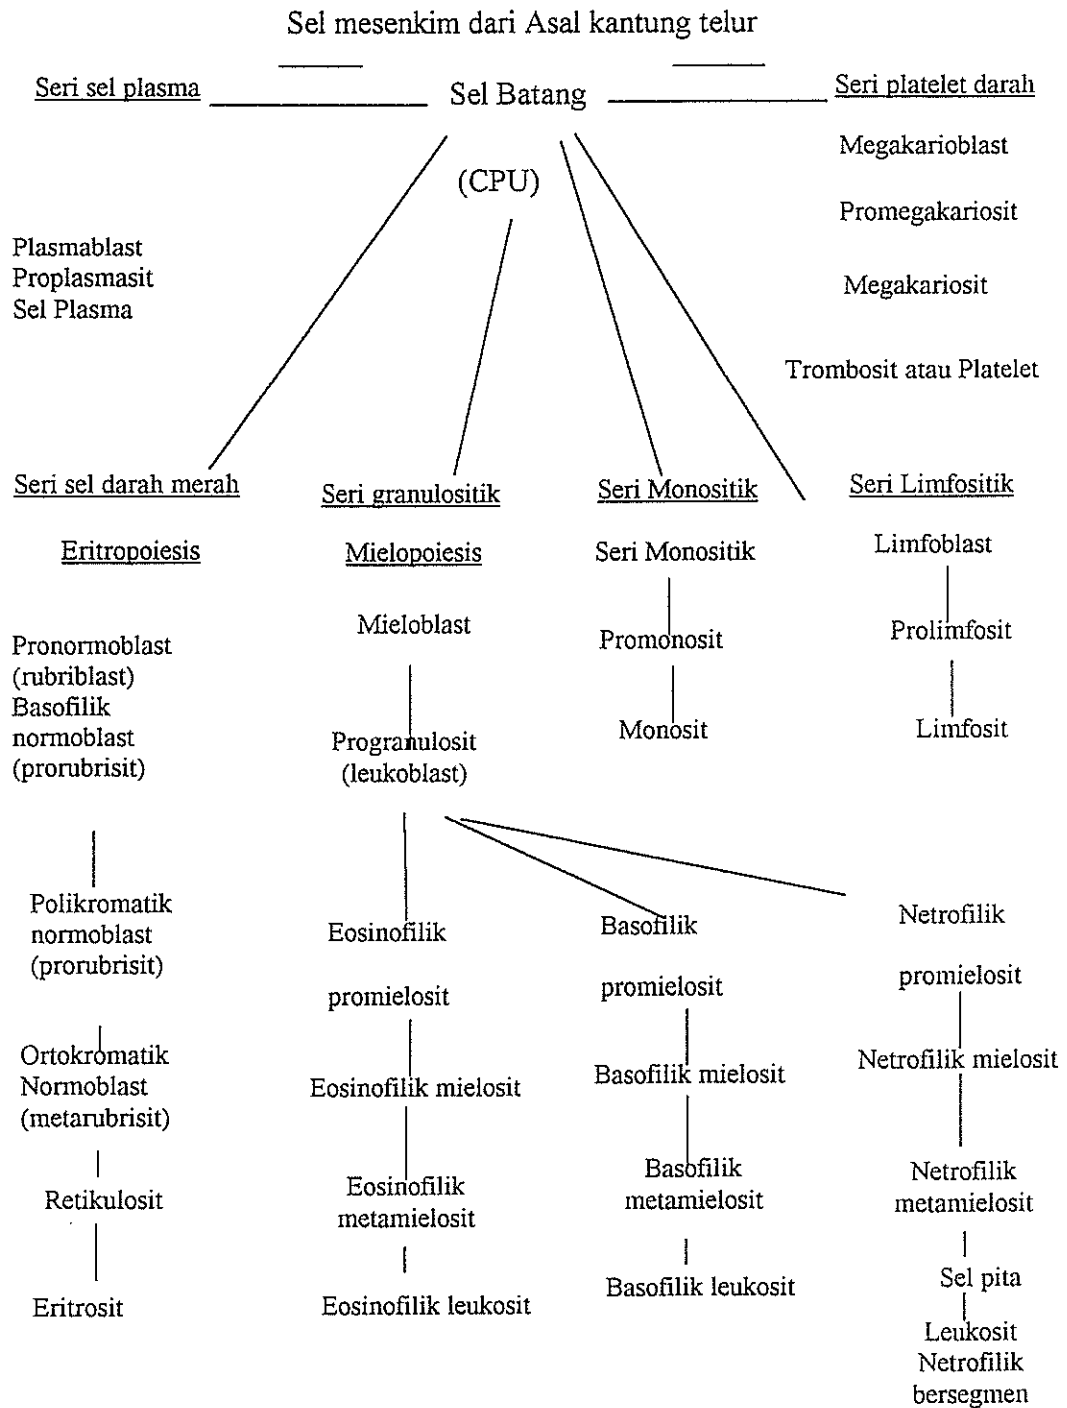 Sel mesenkim dari Asal kantung telur
Seri sel plasma
Sel Batang
Seri platelet darah
(CPU)
Megakarioblast
Promegakariosit
Megakariosit
Trombosit atau Platelet
Plasmablast
Proplasmasit
Sel Plasma
Seri sel darah merah
Eritropoiesis
Pronormoblast
(rubriblast)
Basofilik
normoblast
(prorubrisit)
Polikromatik
normoblast
(prorubrisit)
Ortokromatik
Normoblast
(metarubrisit)
Retikulosit
Eritrosit
Seri granulositik
Mielopoiesis
Mieloblast
Progranulosit
(leukoblast)
Eosinofilik
promielosit
Eosinofilik mielosit
Eosinofilik
metamielosit
Eosinofilik leukosit
Seri Monositik
Seri Monositik
Promonosit
Monosit
Basofilik
promielosit
Basofilik mielosit
Basofilik
metamielosit
Basofilik leukosit
Seri Limfositik
Limfoblast
Prolimfosit
Limfosit
Netrofilik
promielosit
Netrofilik mielosit
Netrofilik
metamielosit
Sel pita
Leukosit
Netrofilik
bersegmen